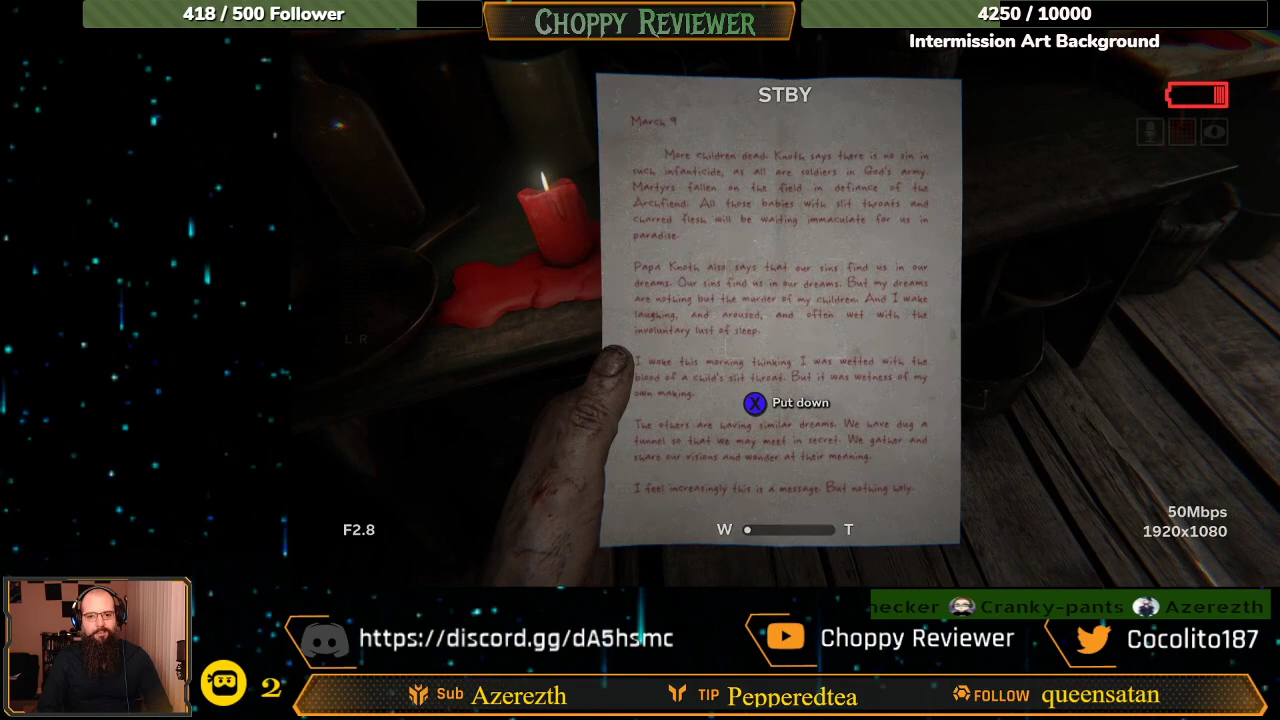 418 / 500 Follower
CHOPPY REVIEWER
4250 / 10000
Intermission Art Background
STBY
March 9
More children dead. Knoth says there is no sin in
such infanticide, as all are soldiers in God's army.
Martyrs fallen on the field in defiance of the
Archfiend. All those babies with slit throats and
charred flesh will be waiting immaculate for us in
paradise.
Papa Knoth also says that our sins find us in our
dreams. Our sins find us in our dreams. But my dreams
are nothing but the murder of my children. And I wake
laughing, and aroused, and often wet with the
involuntary lust of sleep.
I woke this morning thinking I was wetted with the
blood of a child's slit throat. But it was wetness of my
own making.
X Put down
The others are having similar dreams. We have dug a
tunnel so that we may meet in secret. We gather and
share our visions and wonder at their meaning.
I feel increasingly this is a message. But nothing holy.
L R
F2.8
W T
50Mbps
1920x1080
hecker Cranky-pants Azerezth
https://discord.gg/dA5hsmc
Choppy Reviewer
Cocolito187
2
Sub Azerezth
TIP Pepperedtea
FOLLOW queensatan